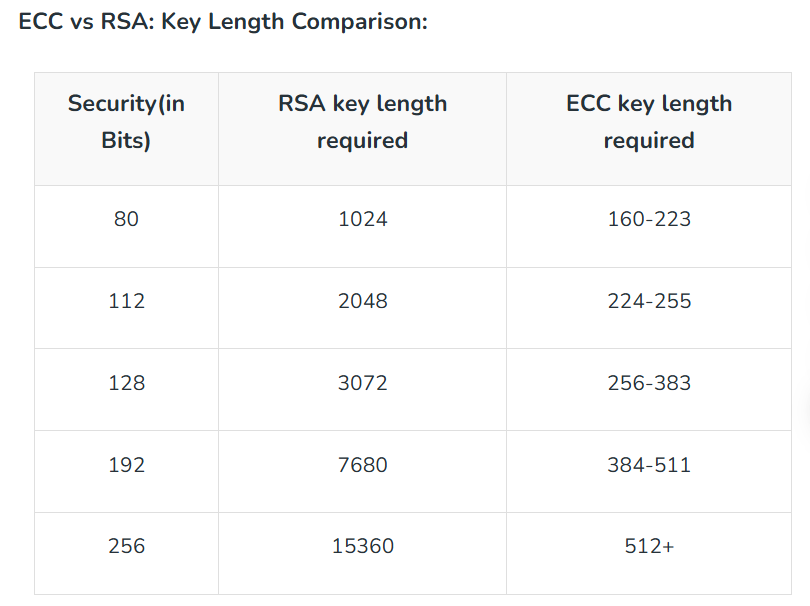 ECC vs RSA: Key Length Comparison:
Security(in Bits) RSA key length required ECC key length required
80 1024 160-223
112 2048 224-255
128 3072 256-383
192 7680 384-511
256 15360 512+